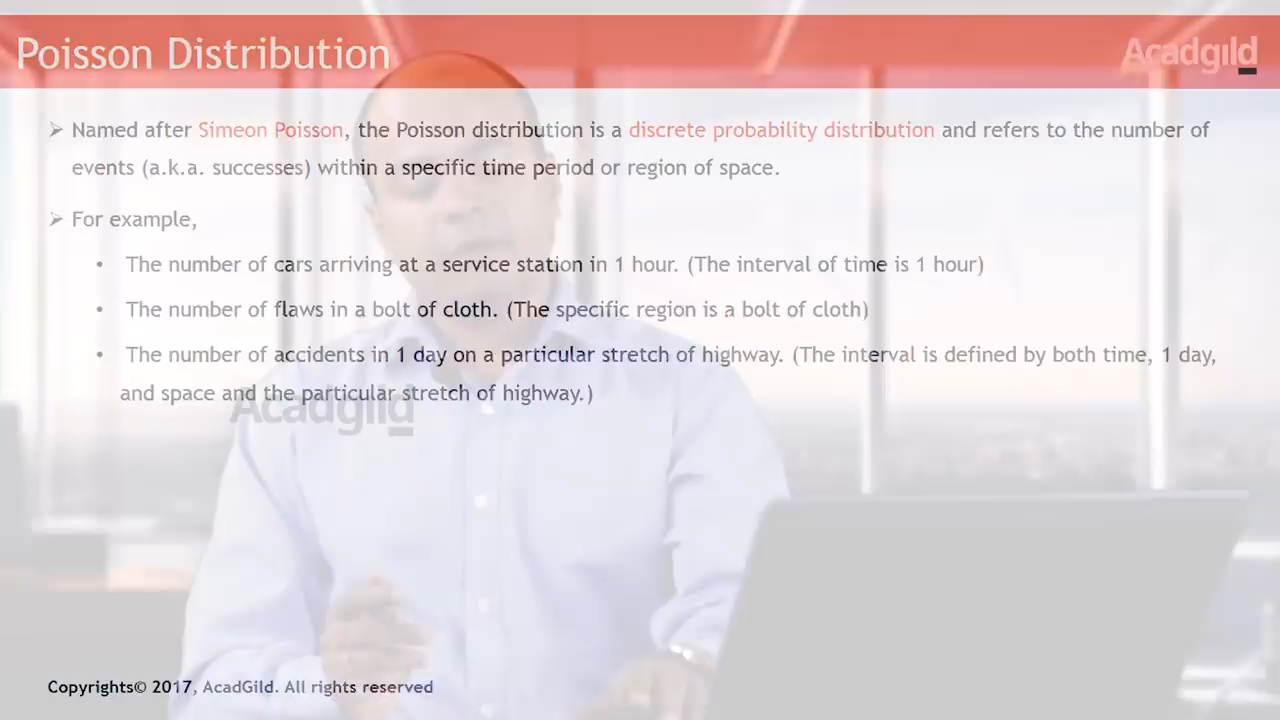 Poisson Distribution
Acadgild
Named after Simeon Poisson, the Poisson distribution is a discrete probability distribution and refers to the number of
events (a.k.a. successes) within a specific time period or region of space.
For example,
• The number of cars arriving at a service station in 1 hour. (The interval of time is 1 hour)
• The number of flaws in a bolt of cloth. (The specific region is a bolt of cloth)
• The number of accidents in 1 day on a particular stretch of highway. (The interval is defined by both time, 1 day,
and space and the particular stretch of highway.)
Acadgild
Copyrights© 2017, AcadGild. All rights reserved